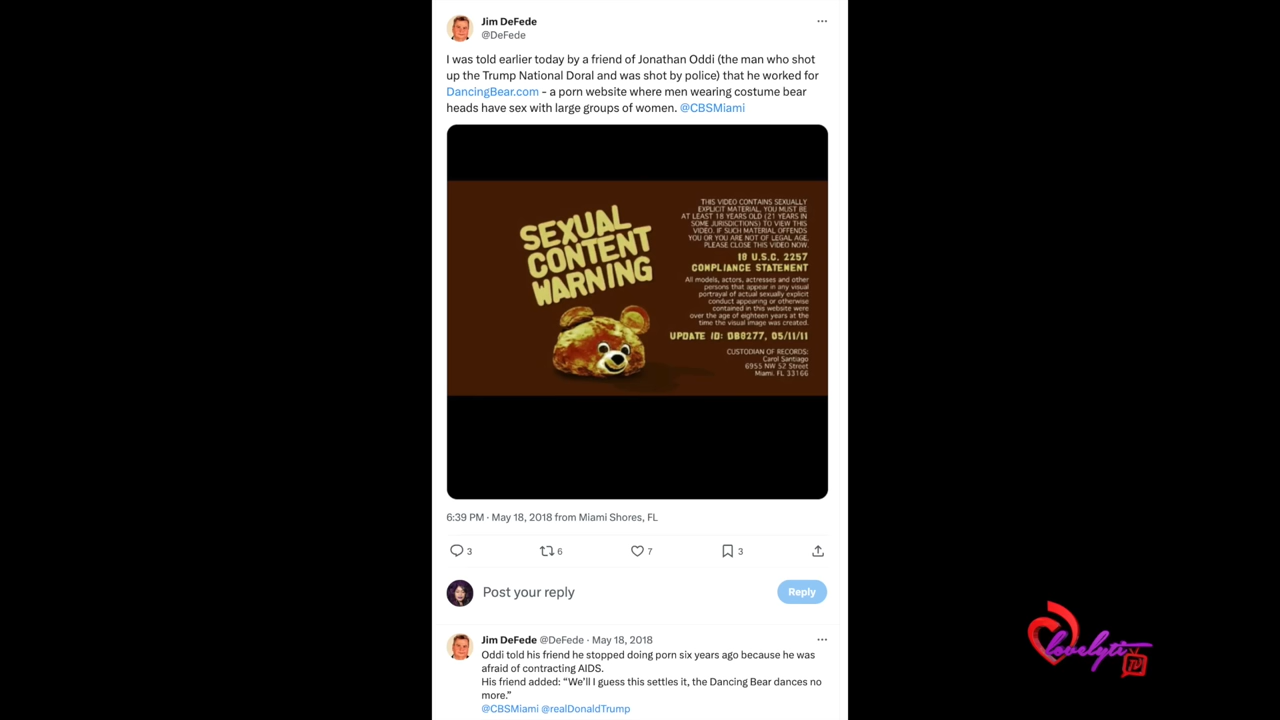 Jim DeFede
@DeFede
I was told earlier today by a friend of Jonathan Oddi (the man who shot
up the Trump National Doral and was shot by police) that he worked for
DancingBear.com - a porn website where men wearing costume bear
heads have sex with large groups of women. @CBSMiami
SEXUAL
CONTENT
WARNING
THIS VIDEO CONTAINS SEXUALLY
EXPLICIT MATERIAL, YOU MUST BE
AT LEAST 18 YEARS OLD (21 YEARS IN
SOME JURISDICTIONS) TO VIEW THIS
VIDEO. IF SUCH MATERIAL OFFENDS
YOU OR YOU ARE NOT OF LEGAL AGE,
PLEASE CLOSE THIS VIDEO NOW.
18 U.S.C. 2257
COMPLIANCE STATEMENT
All models, actors, actresses and other
persons that appear in any visual
portrayal of actual sexually explicit
conduct appearing or otherwise
contained in this website were
over the age of eighteen years at the
time the visual image was created.
UPDATE ID: DB8277, 05/11/11
CUSTODIAN OF RECORDS:
Carol Santiago
6955 NW 52 Street
Miami, FL 33166
6:39 PM · May 18, 2018 from Miami Shores, FL
3 6 7 3
Post your reply
Reply
Jim DeFede @DeFede · May 18, 2018
Oddi told his friend he stopped doing porn six years ago because he was
afraid of contracting AIDS.
His friend added: “We’ll I guess this settles it, the Dancing Bear dances no
more.”
@CBSMiami @realDonaldTrump
lovelyti
TV